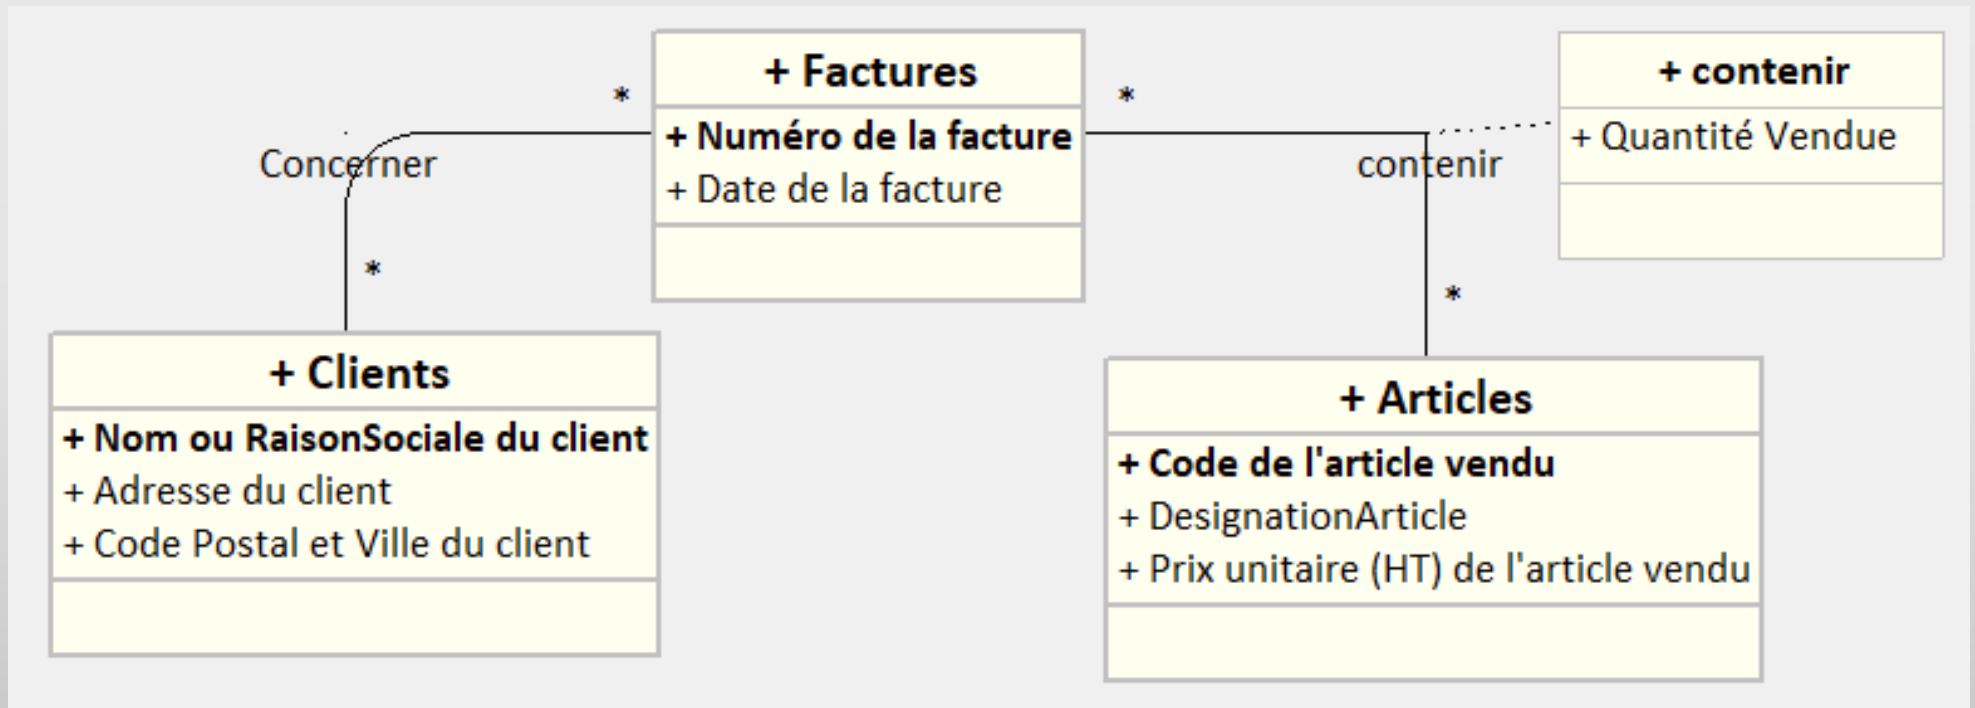 + Factures
+ Numéro de la facture
+ Date de la facture
*
*
+ contenir
+ Quantité Vendue
Concerner
contenir
*
*
+ Clients
+ Nom ou RaisonSociale du client
+ Adresse du client
+ Code Postal et Ville du client
+ Articles
+ Code de l'article vendu
+ DesignationArticle
+ Prix unitaire (HT) de l'article vendu